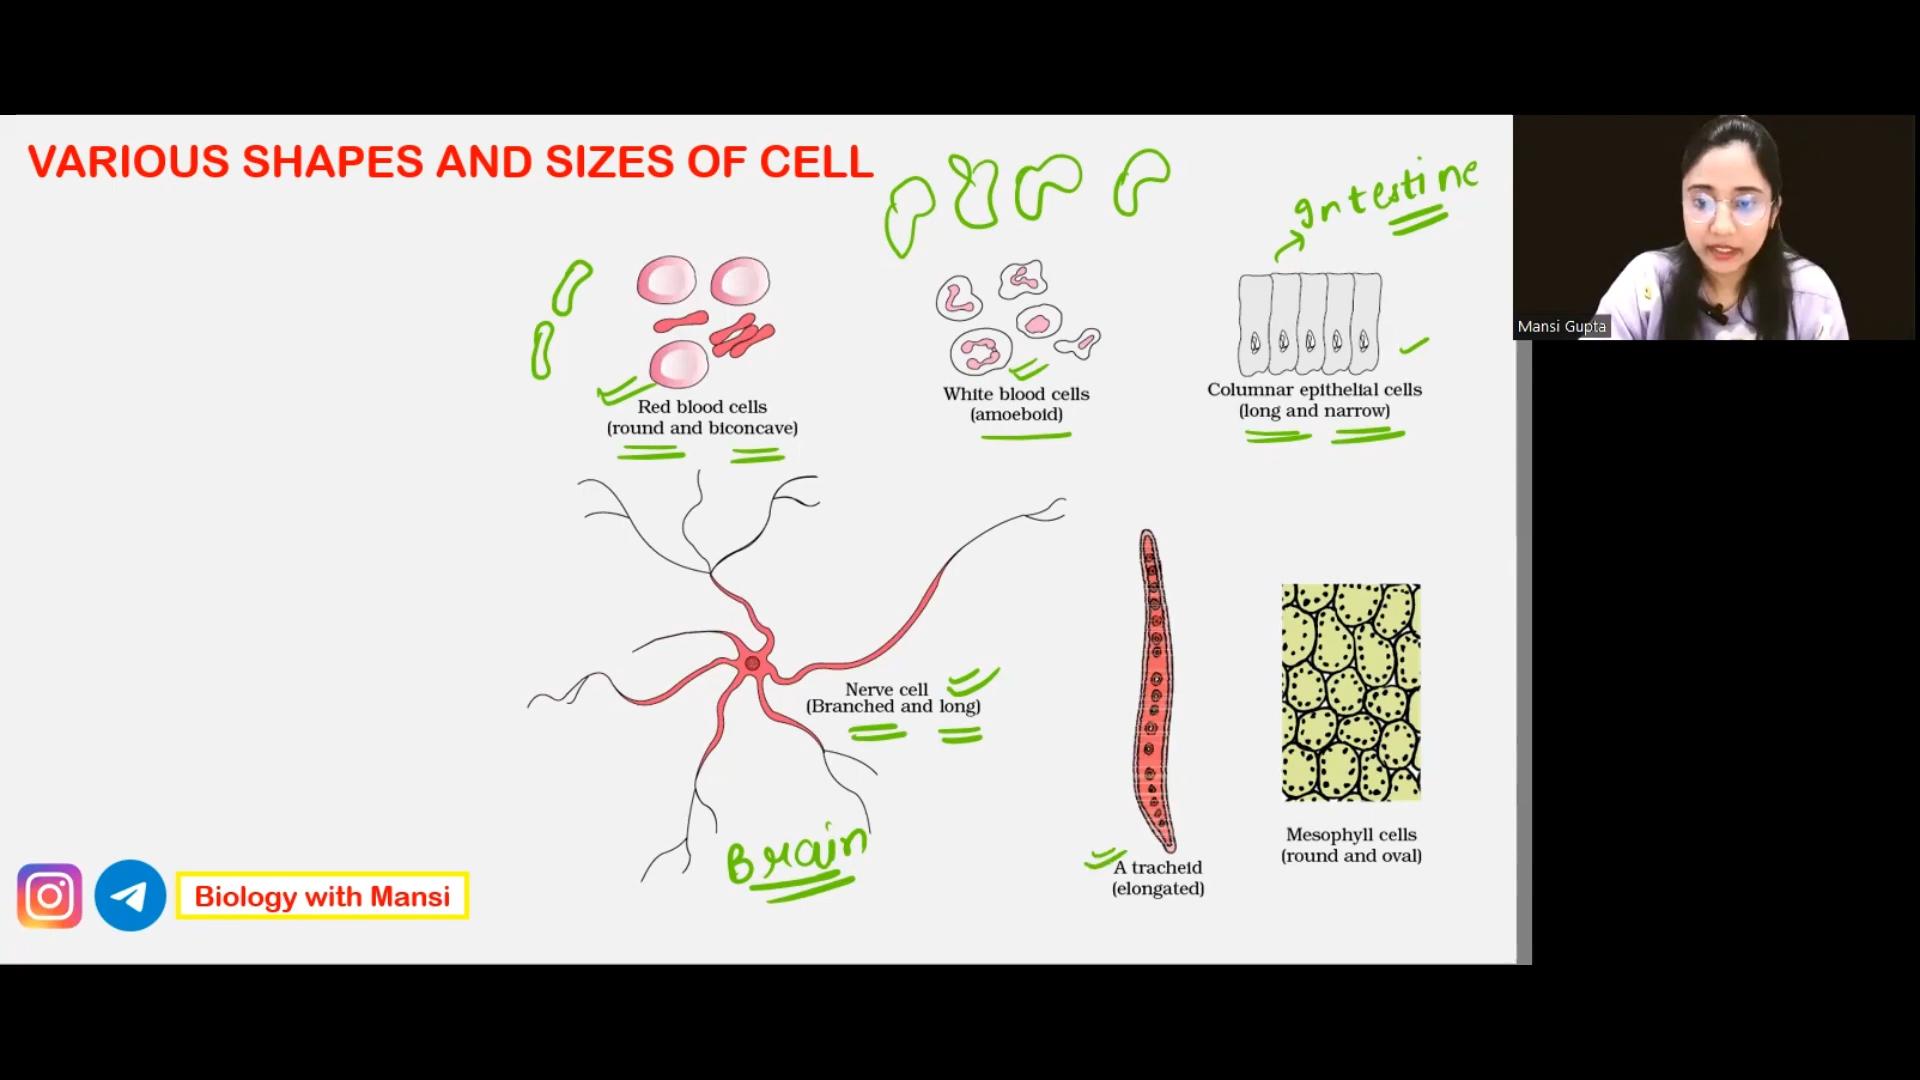 VARIOUS SHAPES AND SIZES OF CELL
Intestine
Mansi Gupta
Red blood cells
(round and biconcave)
White blood cells
(amoeboid)
Columnar epithelial cells
(long and narrow)
Nerve cell
(Branched and long)
Brain
A tracheid
(elongated)
Mesophyll cells
(round and oval)
Biology with Mansi